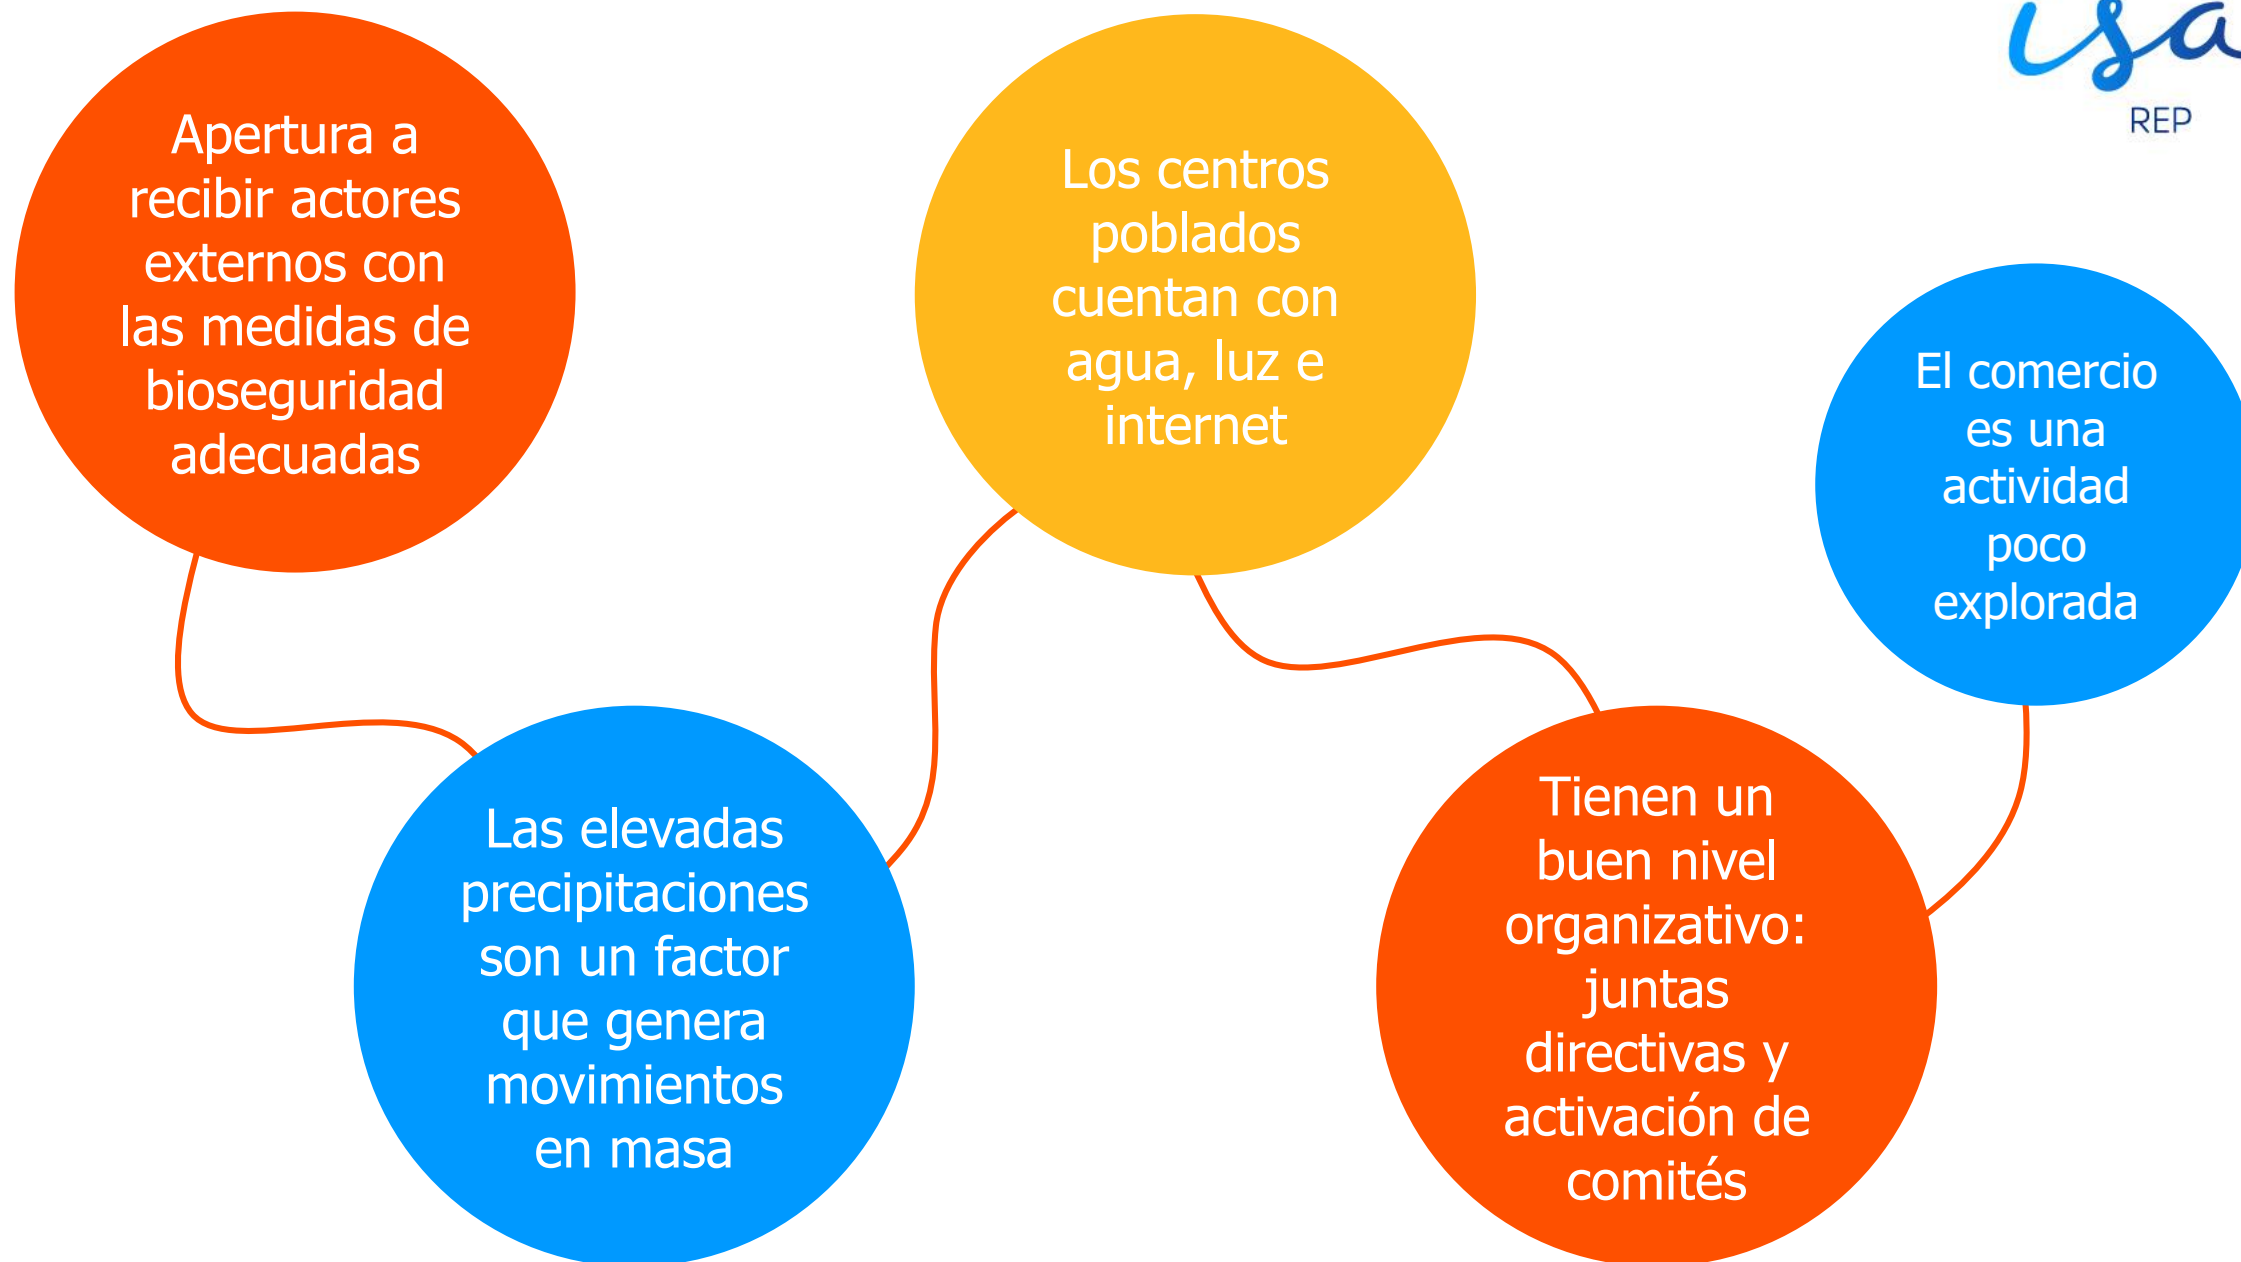 isa
REP
Apertura a
recibir actores
externos con
las medidas de
bioseguridad
adecuadas
Las elevadas
precipitaciones
son un factor
que genera
movimientos
en masa
Los centros
poblados
cuentan con
agua, luz e
internet
Tienen un
buen nivel
organizativo:
juntas
directivas y
activación de
comités
El comercio
es una
actividad
poco
explorada